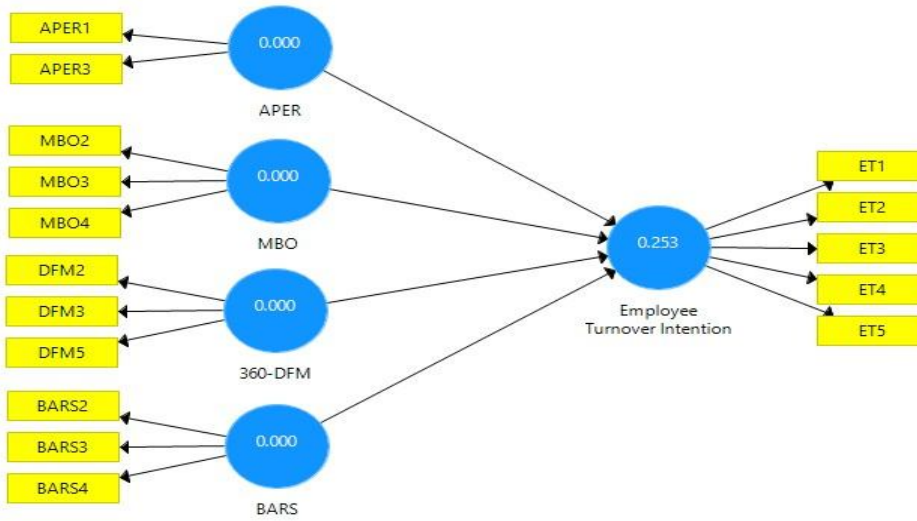 APER1
APER3
0.000
APER
MBO2
MBO3
MBO4
0.000
MBO
DFM2
DFM3
DFM5
0.000
360-DFM
BARS2
BARS3
BARS4
0.000
BARS
0.253
Employee
Turnover Intention
ET1
ET2
ET3
ET4
ET5